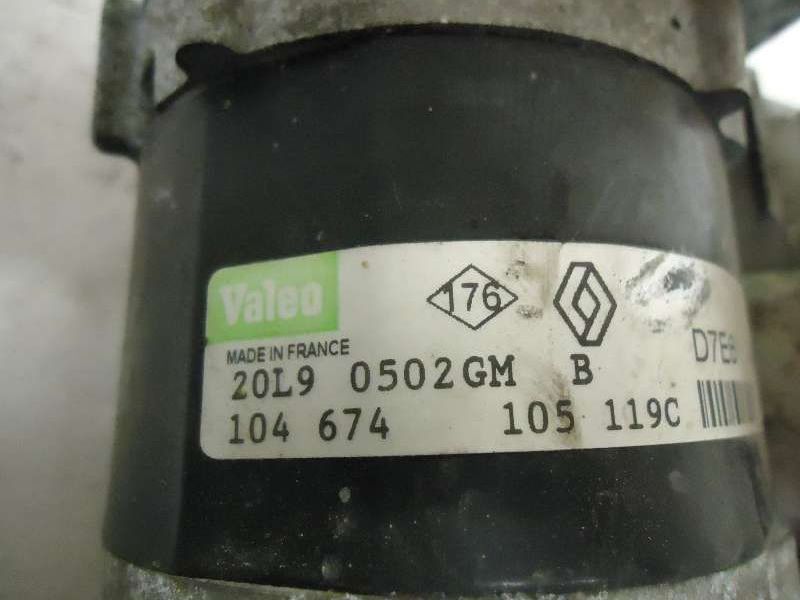 Valeo
176
MADE IN FRANCE
D7E6
20L9 0502GM B
104 674 105 119C